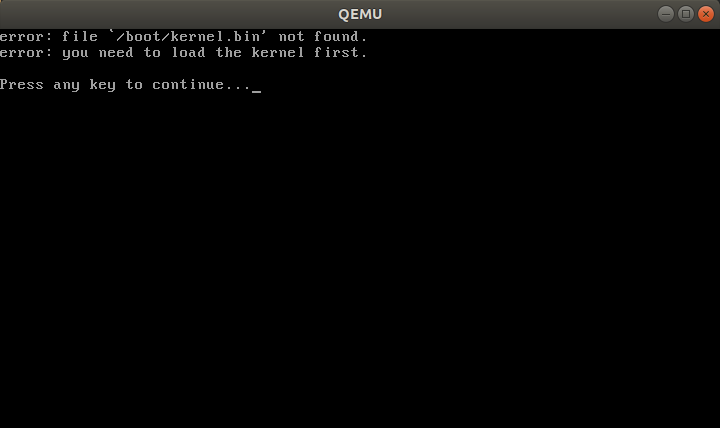 QEMU
error: file `/boot/kernel.bin' not found.
error: you need to load the kernel first.
Press any key to continue..._